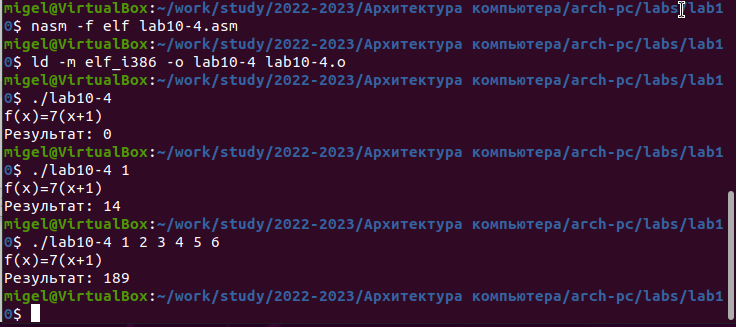 migel@VirtualBox:~/work/study/2022-2023/Архитектура компьютера/arch-pc/labs/lab1
0$ nasm -f elf lab10-4.asm
migel@VirtualBox:~/work/study/2022-2023/Архитектура компьютера/arch-pc/labs/lab1
0$ ld -m elf_i386 -o lab10-4 lab10-4.o
migel@VirtualBox:~/work/study/2022-2023/Архитектура компьютера/arch-pc/labs/lab1
0$ ./lab10-4
f(x)=7(x+1)
Результат: 0
migel@VirtualBox:~/work/study/2022-2023/Архитектура компьютера/arch-pc/labs/lab1
0$ ./lab10-4 1
f(x)=7(x+1)
Результат: 14
migel@VirtualBox:~/work/study/2022-2023/Архитектура компьютера/arch-pc/labs/lab1
0$ ./lab10-4 1 2 3 4 5 6
f(x)=7(x+1)
Результат: 189
migel@VirtualBox:~/work/study/2022-2023/Архитектура компьютера/arch-pc/labs/lab1
0$